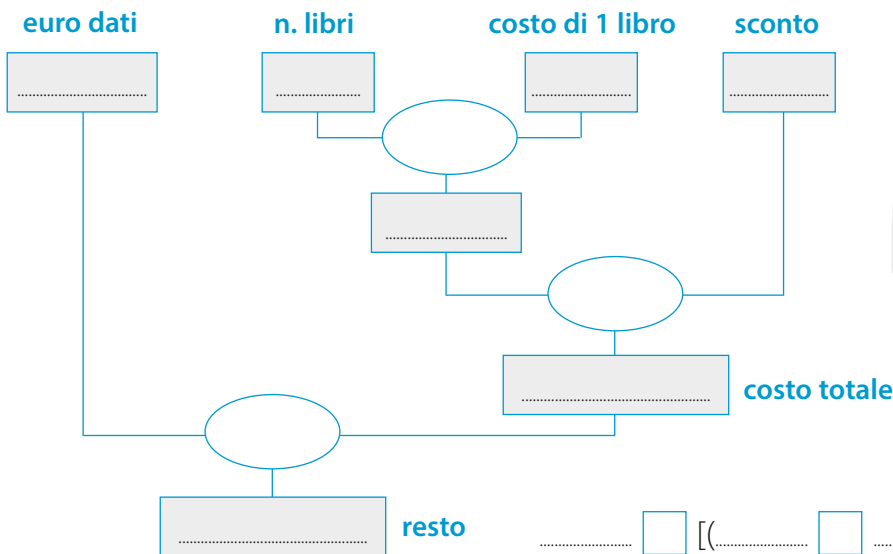 euro dati n. libri costo di 1 libro sconto
costo totale
resto
[(